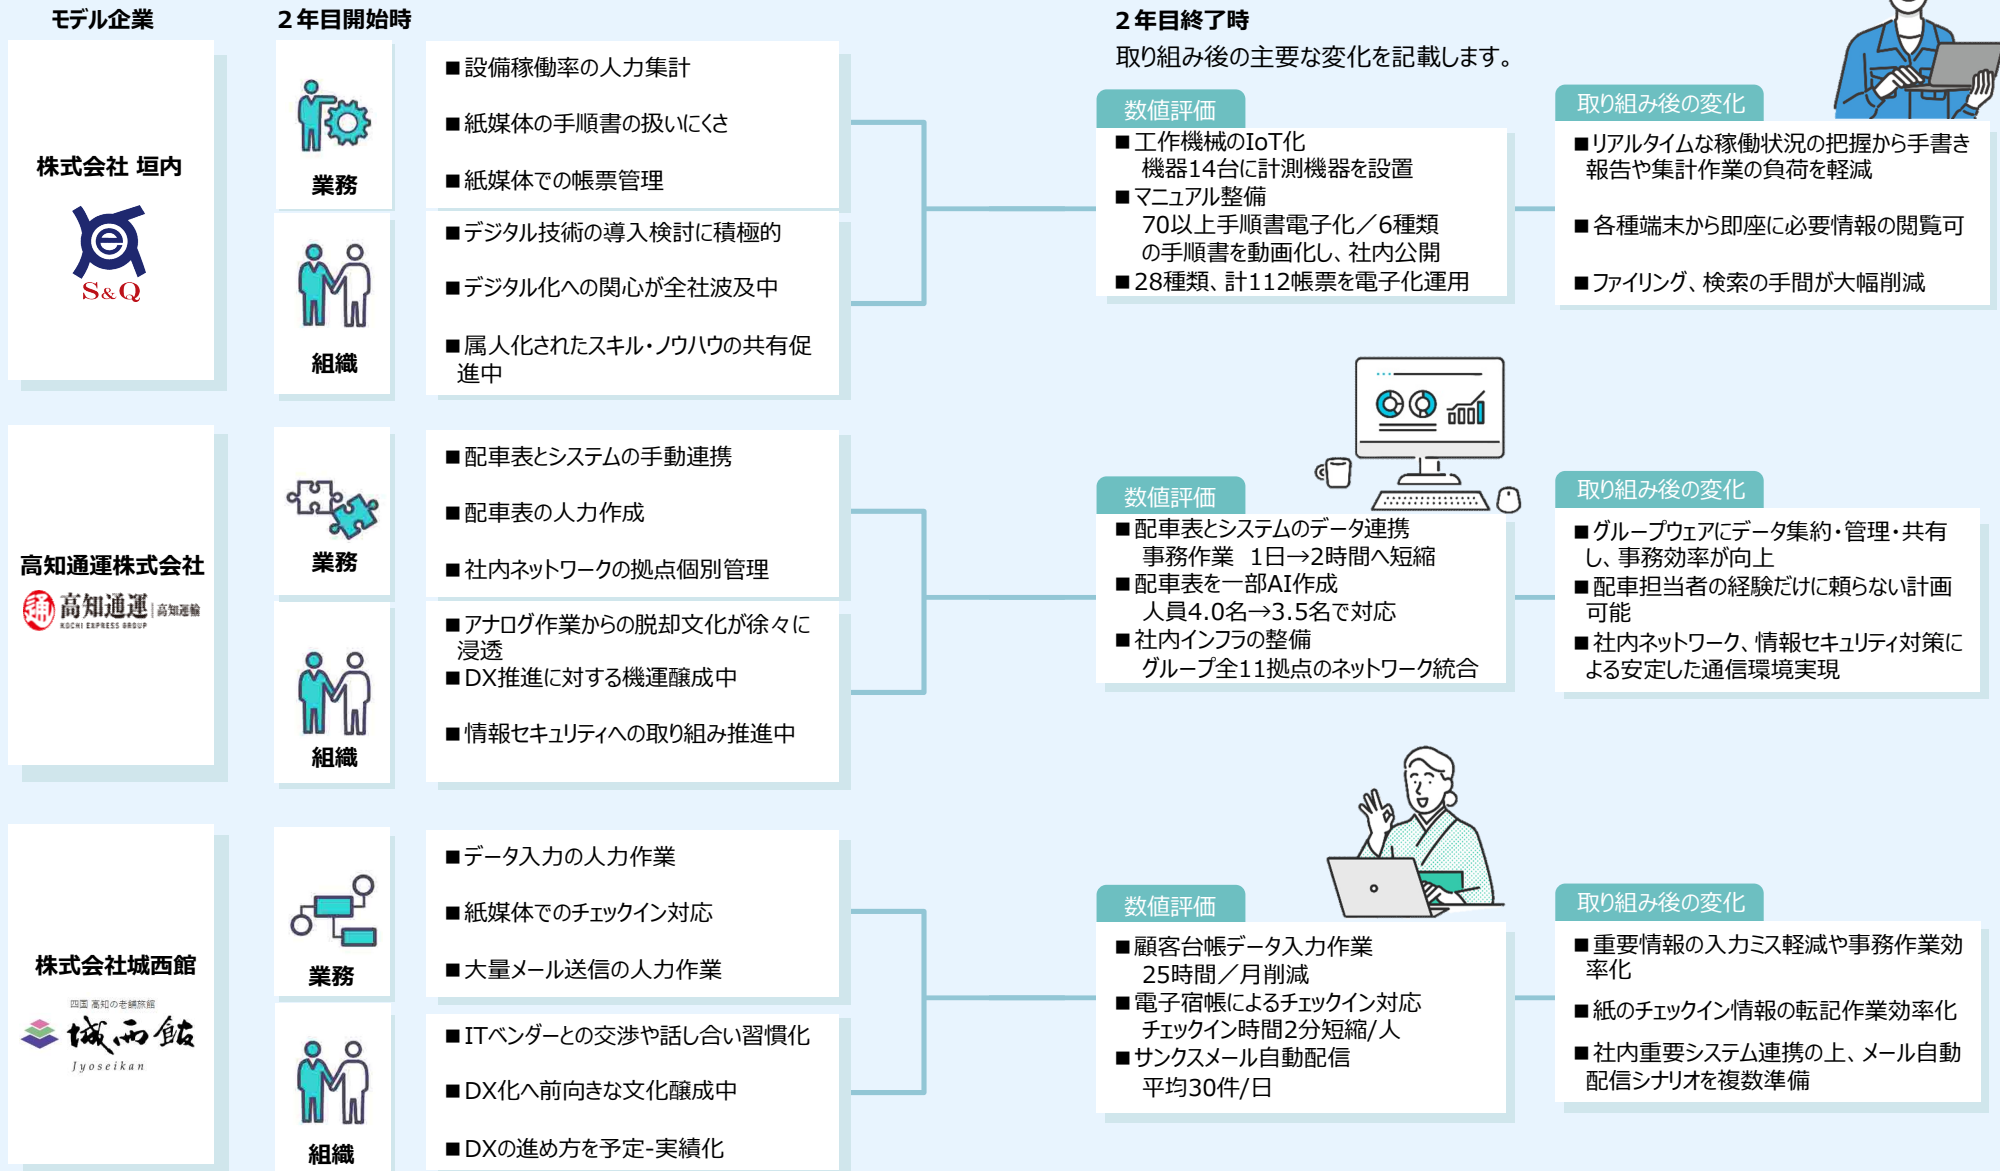 モデル企業
２年目開始時
２年目終了時
取り組み後の主要な変化を記載します。
株式会社 垣内
e
S&Q
業務
■設備稼働率の人力集計
■紙媒体の手順書の扱いにくさ
■紙媒体での帳票管理
組織
■デジタル技術の導入検討に積極的
■デジタル化への関心が全社波及中
■属人化されたスキル・ノウハウの共有促
進中
数値評価
■工作機械のIoT化
機器14台に計測機器を設置
■マニュアル整備
70以上手順書電子化／6種類
の手順書を動画化し、社内公開
■28種類、計112帳票を電子化運用
取り組み後の変化
■リアルタイムな稼働状況の把握から手書き
報告や集計作業の負荷を軽減
■各種端末から即座に必要情報の閲覧可
■ファイリング、検索の手間が大幅削減
高知通運株式会社
通 高知通運 | 高知運輸
KOCHI EXPRESS GROUP
業務
■配車表とシステムの手動連携
■配車表の人力作成
■社内ネットワークの拠点個別管理
組織
■アナログ作業からの脱却文化が徐々に
浸透
■DX推進に対する機運醸成中
■情報セキュリティへの取り組み推進中
数値評価
■配車表とシステムのデータ連携
事務作業 1日→2時間へ短縮
■配車表を一部AI作成
人員4.0名→3.5名で対応
■社内インフラの整備
グループ全11拠点のネットワーク統合
取り組み後の変化
■グループウェアにデータ集約・管理・共有
し、事務効率が向上
■配車担当者の経験だけに頼らない計画
可能
■社内ネットワーク、情報セキュリティ対策に
よる安定した通信環境実現
株式会社城西館
四国 高知の老舗旅館
城西館
Jyoseikan
業務
■データ入力の人力作業
■紙媒体でのチェックイン対応
■大量メール送信の人力作業
組織
■ITベンダーとの交渉や話し合い習慣化
■DX化へ前向きな文化醸成中
■DXの進め方を予定-実績化
数値評価
■顧客台帳データ入力作業
25時間／月削減
■電子宿帳によるチェックイン対応
チェックイン時間2分短縮/人
■サンクスメール自動配信
平均30件/日
取り組み後の変化
■重要情報の入力ミス軽減や事務作業効
率化
■紙のチェックイン情報の転記作業効率化
■社内重要システム連携の上、メール自動
配信シナリオを複数準備